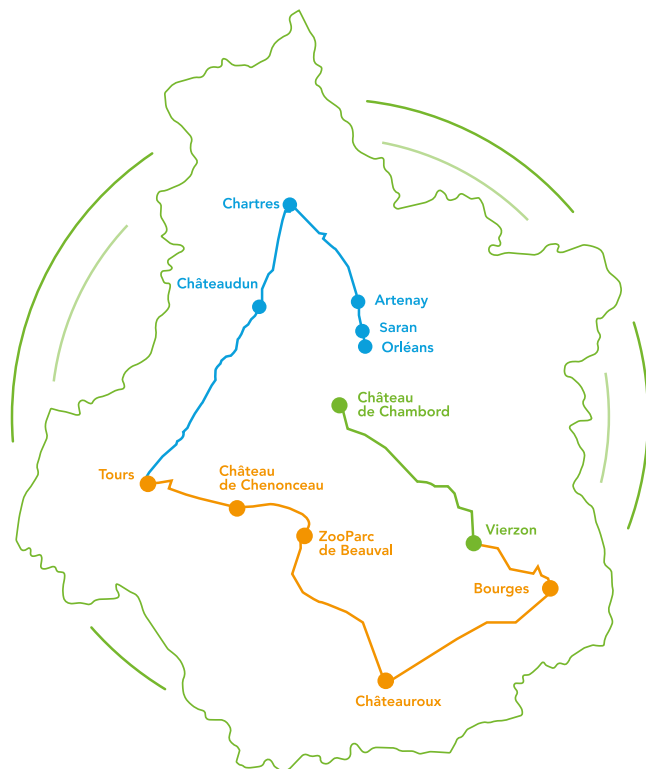 Chartres
Châteaudun
Artenay
Saran
Orléans
Château
de Chambord
Tours
Château
de Chenonceau
ZooParc
de Beauval
Vierzon
Bourges
Châteauroux